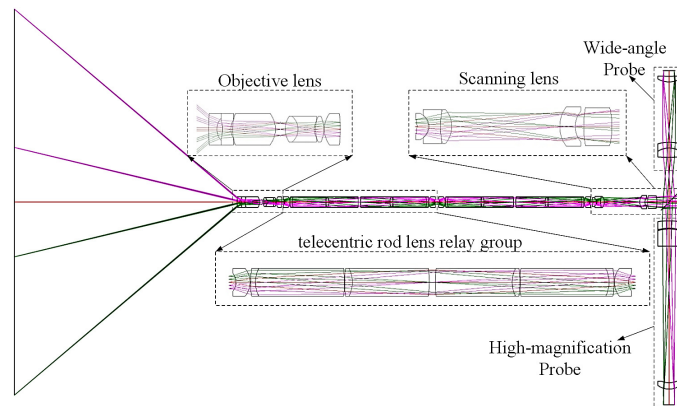 Wide-angle
Probe
Objective lens
Scanning lens
telecentric rod lens relay group
High-magnification
Probe